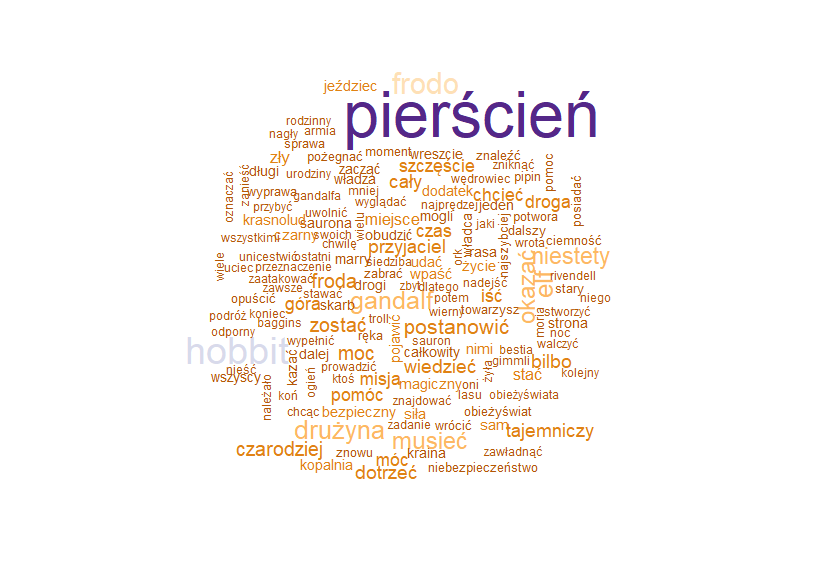 frodo
jeździec
pierścień
rodzinny
nagły armia
sprawa
zły pożegnać moment wreszcie znaleźć
szczęście zniknąć pomoc
długi urodziny zacząć władza cały wędrowiec pipin
oznaczać zanieść wyprawa gandalfa mniej dodatek chcieć posiadać
przybyć wyglądać najprędzej jeden droga
krasnolud uwolnić saurona wielu miejsce mogli władca jaki potwora
wszystkimi czarny swoich obudzić czas najszybciej dalszy
chwilę przyjaciel ork rasa wrota ciemność
wiele unicestwić ostatni marry siedziba udać życie okazać niestety
uciec przeznaczenie zabrać wpaść elf rivendell
zaatakować zawsze froda drogi zbyt dlatego nadejść stary
opuścić stawać gandalf potem iść niego
podróż koniec góra skarb wierny towarzysz stworzyć
baggins zostać troll postanowić moria strona
odporny ręka pojawić noc
hobbit wypełnić sauron nimi walczyć
dalej moc całkowity bestia
nieść kazać prowadzić wiedzieć żyła gimmli bilbo
wszyscy ktoś misja stać kolejny
należało ogień magiczny oni
koń pomóc znajdować lasu obieżyświata
chcąc bezpieczny siła obieżyświat
drużyna żadanie wrócić sam tajemniczy
musieć
czarodziej znowu kraina zawładnąć
kopalnia móc niebezpieczeństwo
dotrzeć